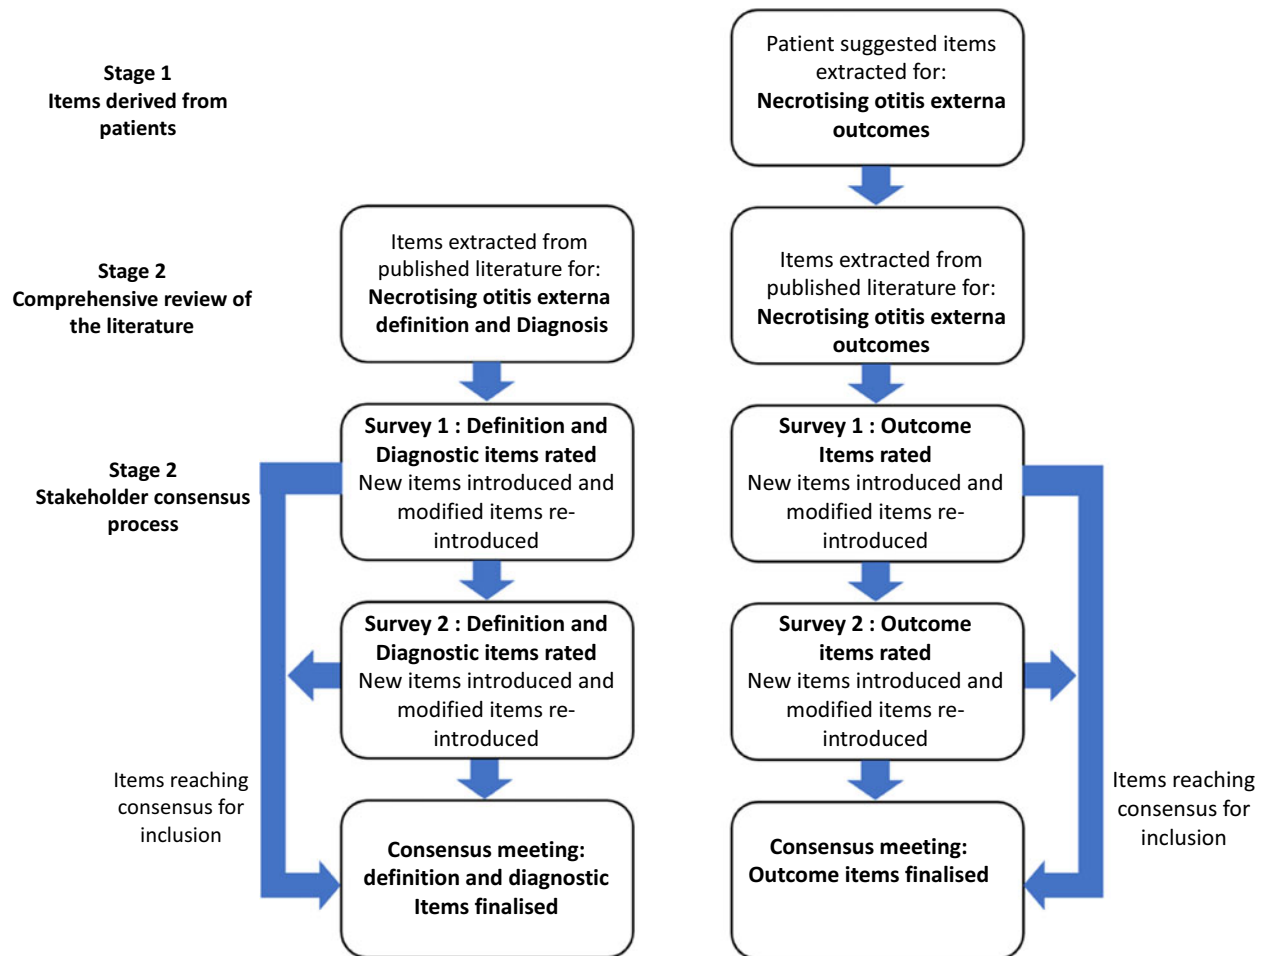 Stage 1
Items derived from
patients
Patient suggested items
extracted for:
Necrotising otitis externa
outcomes
Stage 2
Comprehensive review of
the literature
Items extracted from
published literature for:
Necrotising otitis externa
definition and Diagnosis
Items extracted from
published literature for:
Necrotising otitis externa
outcomes
Stage 2
Stakeholder consensus
process
Survey 1 : Definition and
Diagnostic items rated
New items introduced and
modified items re-
introduced
Survey 1 : Outcome
Items rated
New items introduced and
modified items re-
introduced
Survey 2 : Definition and
Diagnostic items rated
New items introduced and
modified items re-
introduced
Survey 2 : Outcome
items rated
New items introduced and
modified items re-
introduced
Items reaching
consensus for
inclusion
Items reaching
consensus for
inclusion
Consensus meeting:
definition and diagnostic
Items finalised
Consensus meeting:
Outcome items finalised